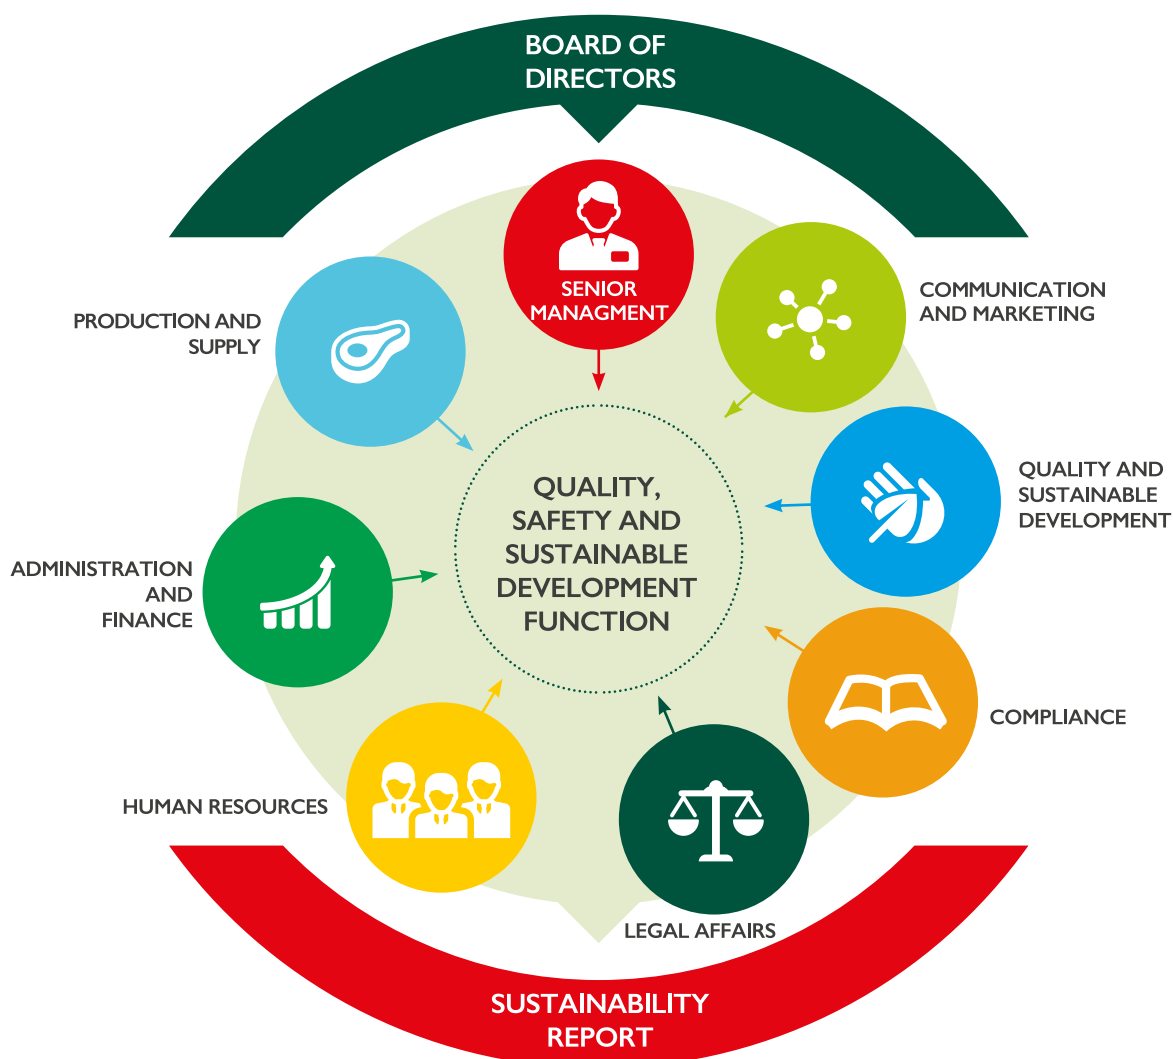 BOARD OF
DIRECTORS
SENIOR
MANAGMENT
COMMUNICATION
AND MARKETING
PRODUCTION AND
SUPPLY
QUALITY AND
SUSTAINABLE
DEVELOPMENT
QUALITY,
SAFETY AND
SUSTAINABLE
DEVELOPMENT
FUNCTION
ADMINISTRATION
AND
FINANCE
COMPLIANCE
HUMAN RESOURCES
LEGAL AFFAIRS
SUSTAINABILITY
REPORT